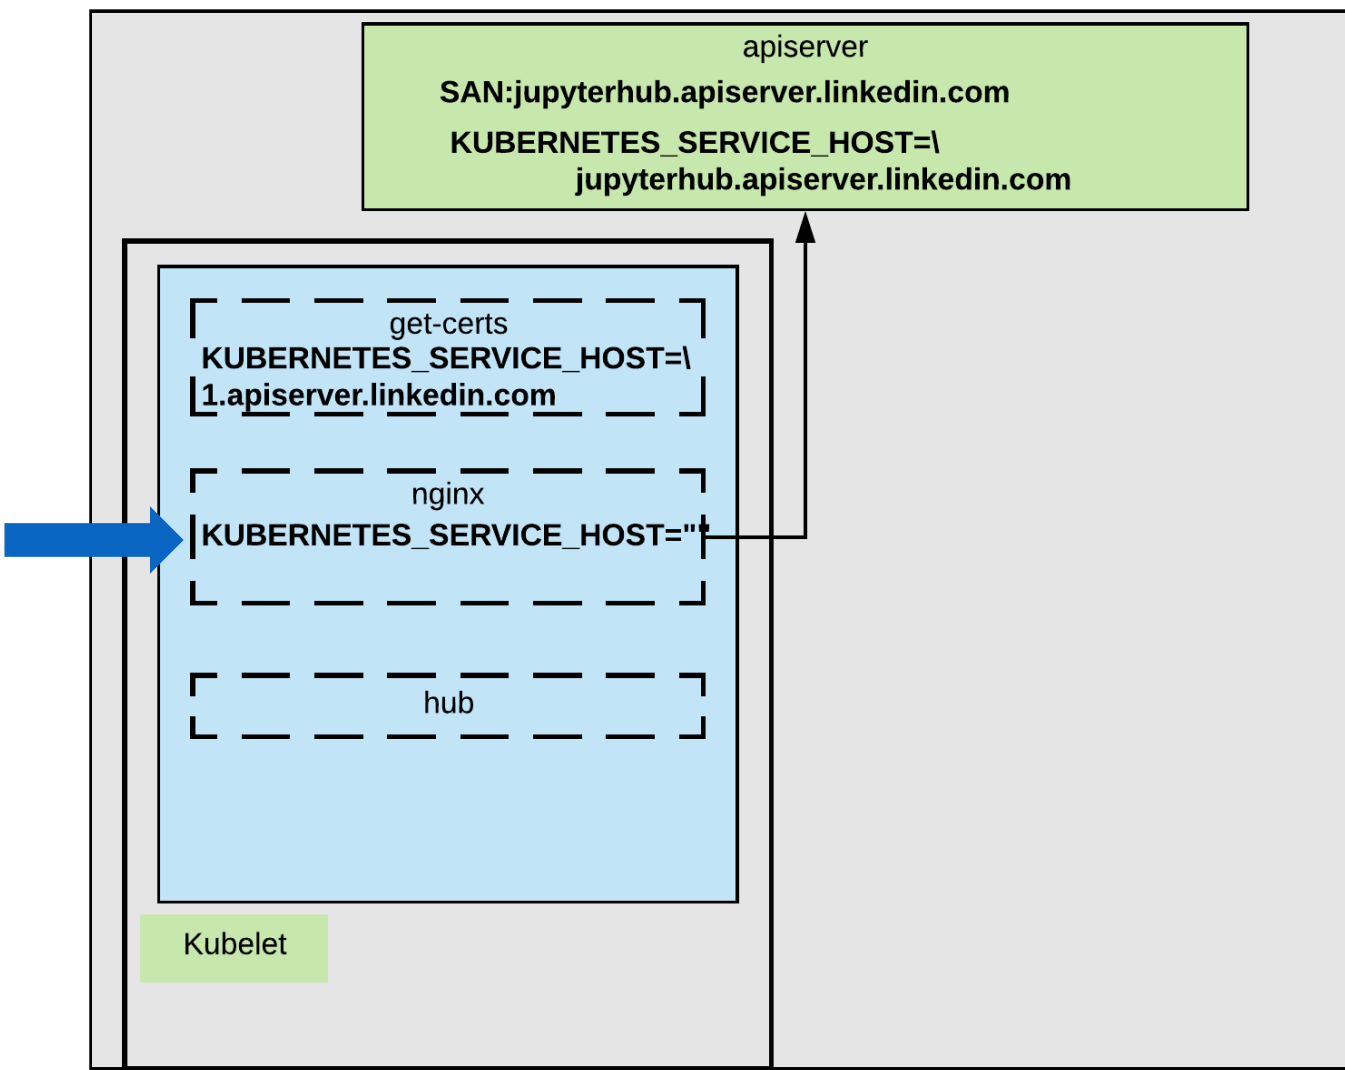 apiserver
SAN:jupyterhub.apiserver.linkedin.com
KUBERNETES_SERVICE_HOST=\
jupyterhub.apiserver.linkedin.com
get-certs
KUBERNETES_SERVICE_HOST=\
1.apiserver.linkedin.com
nginx
KUBERNETES_SERVICE_HOST=""
hub
Kubelet